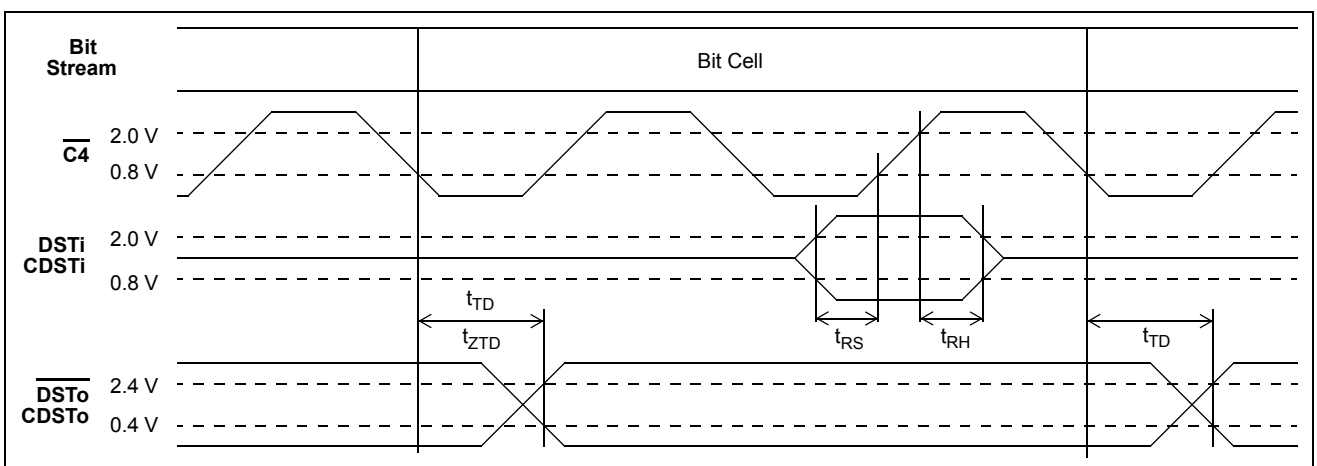 Bit
Stream
Bit Cell
C4
2.0 V
0.8 V
DSTi
CDSTi
2.0 V
0.8 V
tTD
tZTD
tRS
tRH
tTD
DSTo
CDSTo
2.4 V
0.4 V